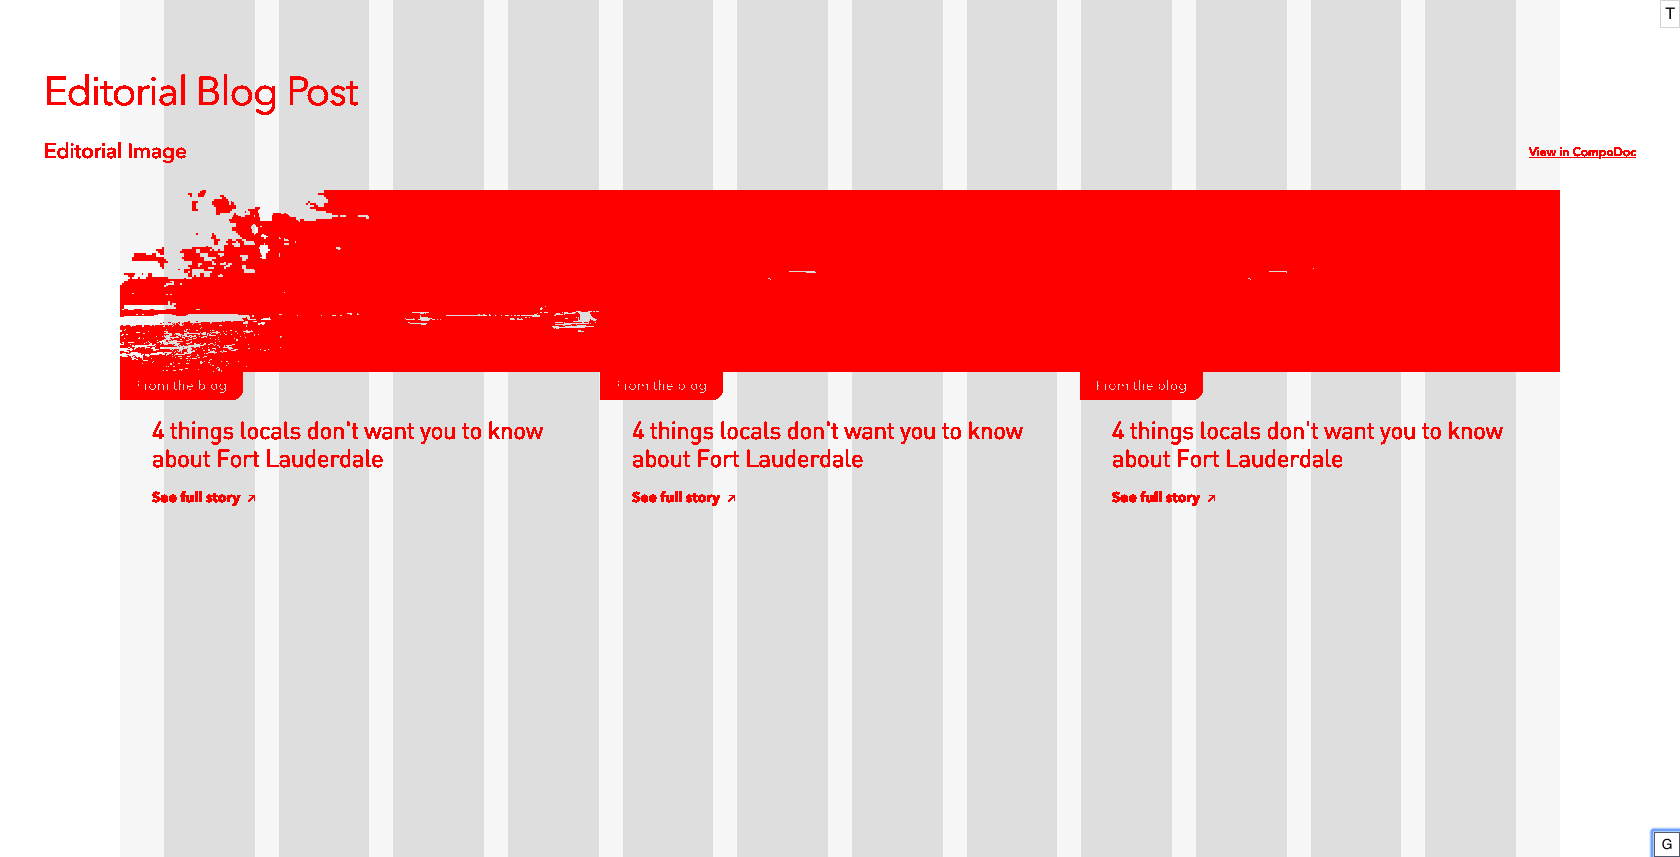 T
Editorial Blog Post
Editorial Image
View in CompoDoc
From the blog
From the blog
From the blog
4 things locals don't want you to know
about Fort Lauderdale
See full story ↗
4 things locals don't want you to know
about Fort Lauderdale
See full story ↗
4 things locals don't want you to know
about Fort Lauderdale
See full story ↗
G